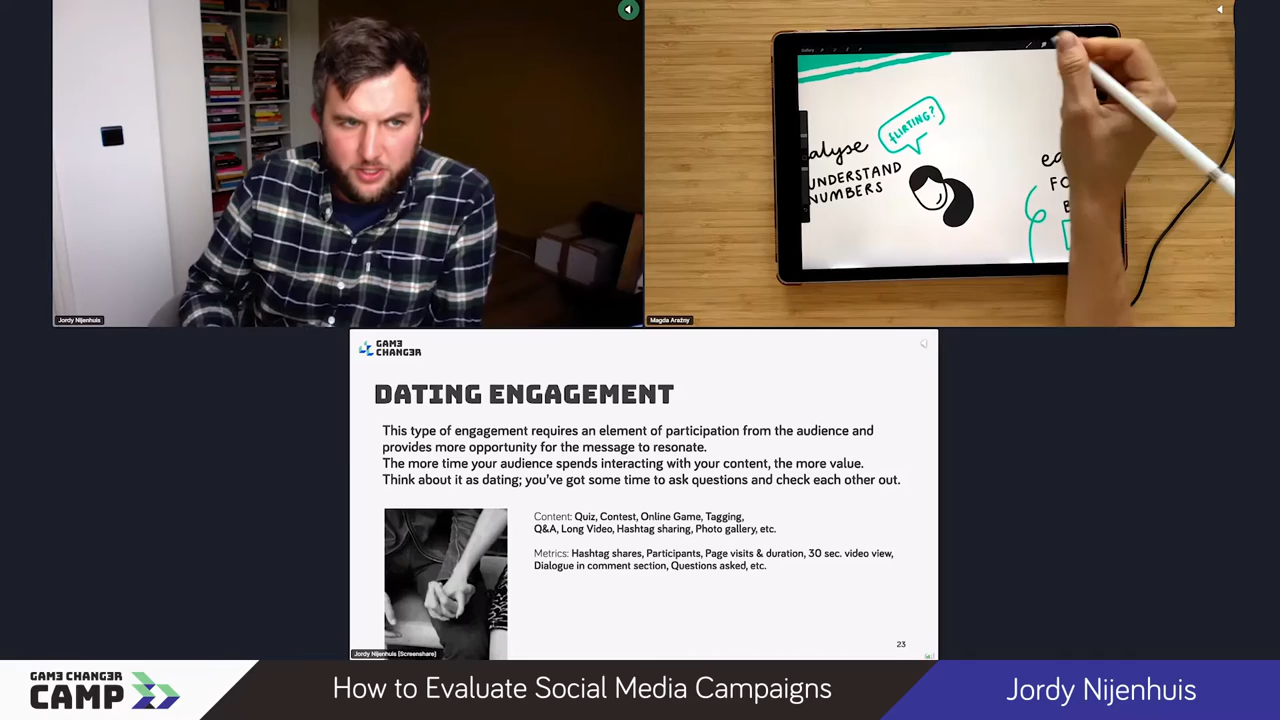 Jordy Nijenhuis
Gallery
alyse
UNDERSTAND
NUMBERS
FLIRTING?
ea
FO
B
Magda Arażny
GAM3
CHANG3R
DATING ENGAGEMENT
This type of engagement requires an element of participation from the audience and
provides more opportunity for the message to resonate.
The more time your audience spends interacting with your content, the more value.
Think about it as dating; you've got some time to ask questions and check each other out.
Content: Quiz, Contest, Online Game, Tagging,
Q&A, Long Video, Hashtag sharing, Photo gallery, etc.
Metrics: Hashtag shares, Participants, Page visits & duration, 30 sec. video view,
Dialogue in comment section, Questions asked, etc.
23
Jordy Nijenhuis [Screenshare]
GAM3 CHANG3R
CAMP
How to Evaluate Social Media Campaigns
Jordy Nijenhuis